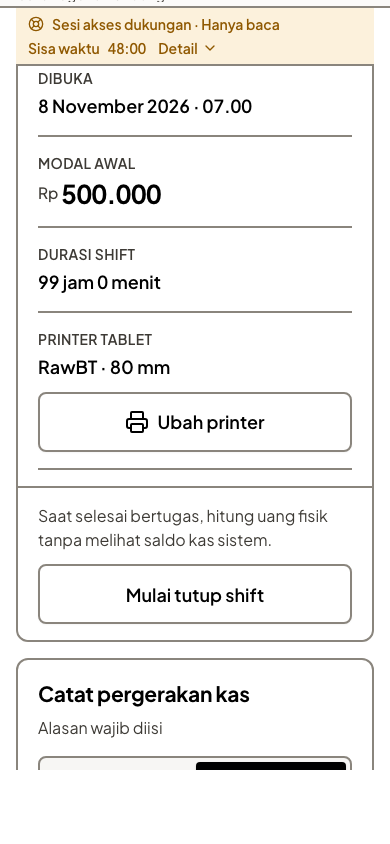 Sesi akses dukungan · Hanya baca
Sisa waktu 48:00 Detail
DIBUKA
8 November 2026 · 07.00
MODAL AWAL
Rp 500.000
DURASI SHIFT
99 jam 0 menit
PRINTER TABLET
RawBT · 80 mm
Ubah printer
Saat selesai bertugas, hitung uang fisik
tanpa melihat saldo kas sistem.
Mulai tutup shift
Catat pergerakan kas
Alasan wajib diisi